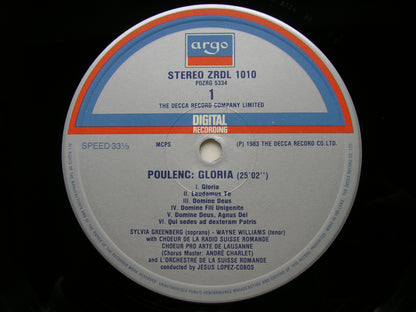 argo
STEREO ZRDL 1010
PDZRG 5334
1
THE DECCA RECORD COMPANY LIMITED
DIGITAL
RECORDING
SPEED 33⅓
MCPS
(P) 1983 THE DECCA RECORD CO.LTD.
POULENC: GLORIA (25'02'')
I. Gloria
II. Laudamus Te
III. Domine Deus
IV. Domine Fili Unigenite
V. Domine Deus, Agnus Dei
VI. Qui sedes ad dexteram Patris
SYLVIA GREENBERG (soprano) - WAYNE WILLIAMS (tenor)
with CHOEUR DE LA RADIO SUISSE ROMANDE
CHOEUR PRO ARTE DE LAUSANNE
(Chorus Master: ANDRE CHARLET)
and L'ORCHESTRE DE LA SUISSE ROMANDE
conducted by JESUS LOPEZ-COBOS